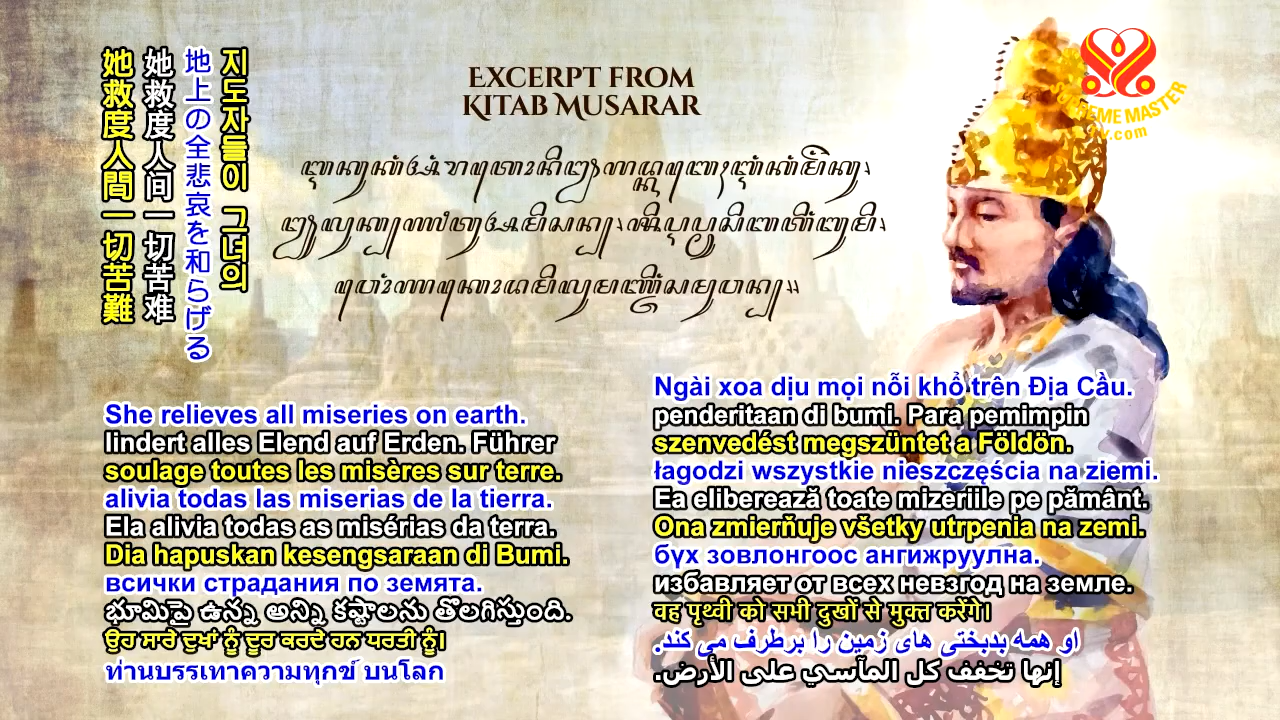 EXCERPT FROM
KITAB MUSARAR
지도자들이 그녀의
地上の全悲哀を和らげる
她救度人间一切苦难
她救度人間一切苦難
She relieves all miseries on earth.
lindert alles Elend auf Erden. Führer
soulage toutes les misères sur terre.
alivia todas las miserias de la tierra.
Ela alivia todas as misérias da terra.
Dia hapuskan kesengsaraan di Bumi.
всички страдания по земята.
భూమిపై ఉన్న అన్ని కష్టాలను తొలగిస్తుంది.
ਉਹ ਸਾਰੇ ਦੁਖਾਂ ਨੂੰ ਦੂਰ ਕਰਦੇ ਹਨ ਧਰਤੀ ਨੂੰ।
ท่านบรรเทาความทุกข์ บนโลก
Ngài xoa dịu mọi nỗi khổ trên Địa Cầu.
penderitaan di bumi. Para pemimpin
szenvedést megszüntet a Földön.
łagodzi wszystkie nieszczęścia na ziemi.
Ea eliberează toate mizeriile pe pământ.
Ona zmierňuje všetky utrpenia na zemi.
бүх зовлонгоос ангижруулна.
избавляет от всех невзгод на земле.
वह पृथ्वी को सभी दुखों से मुक्त करेंगे।
او همه بدبختی های زمین را برطرف می کند.
إنها تخفف كل المآسي على الأرض.
SUPREME MASTER
TV.com